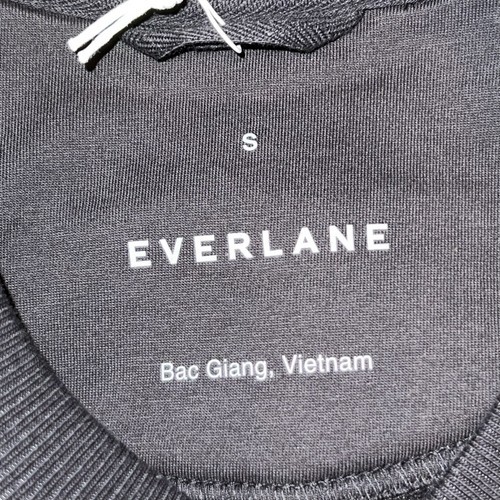 S
EVERLANE
Bac Giang, Vietnam